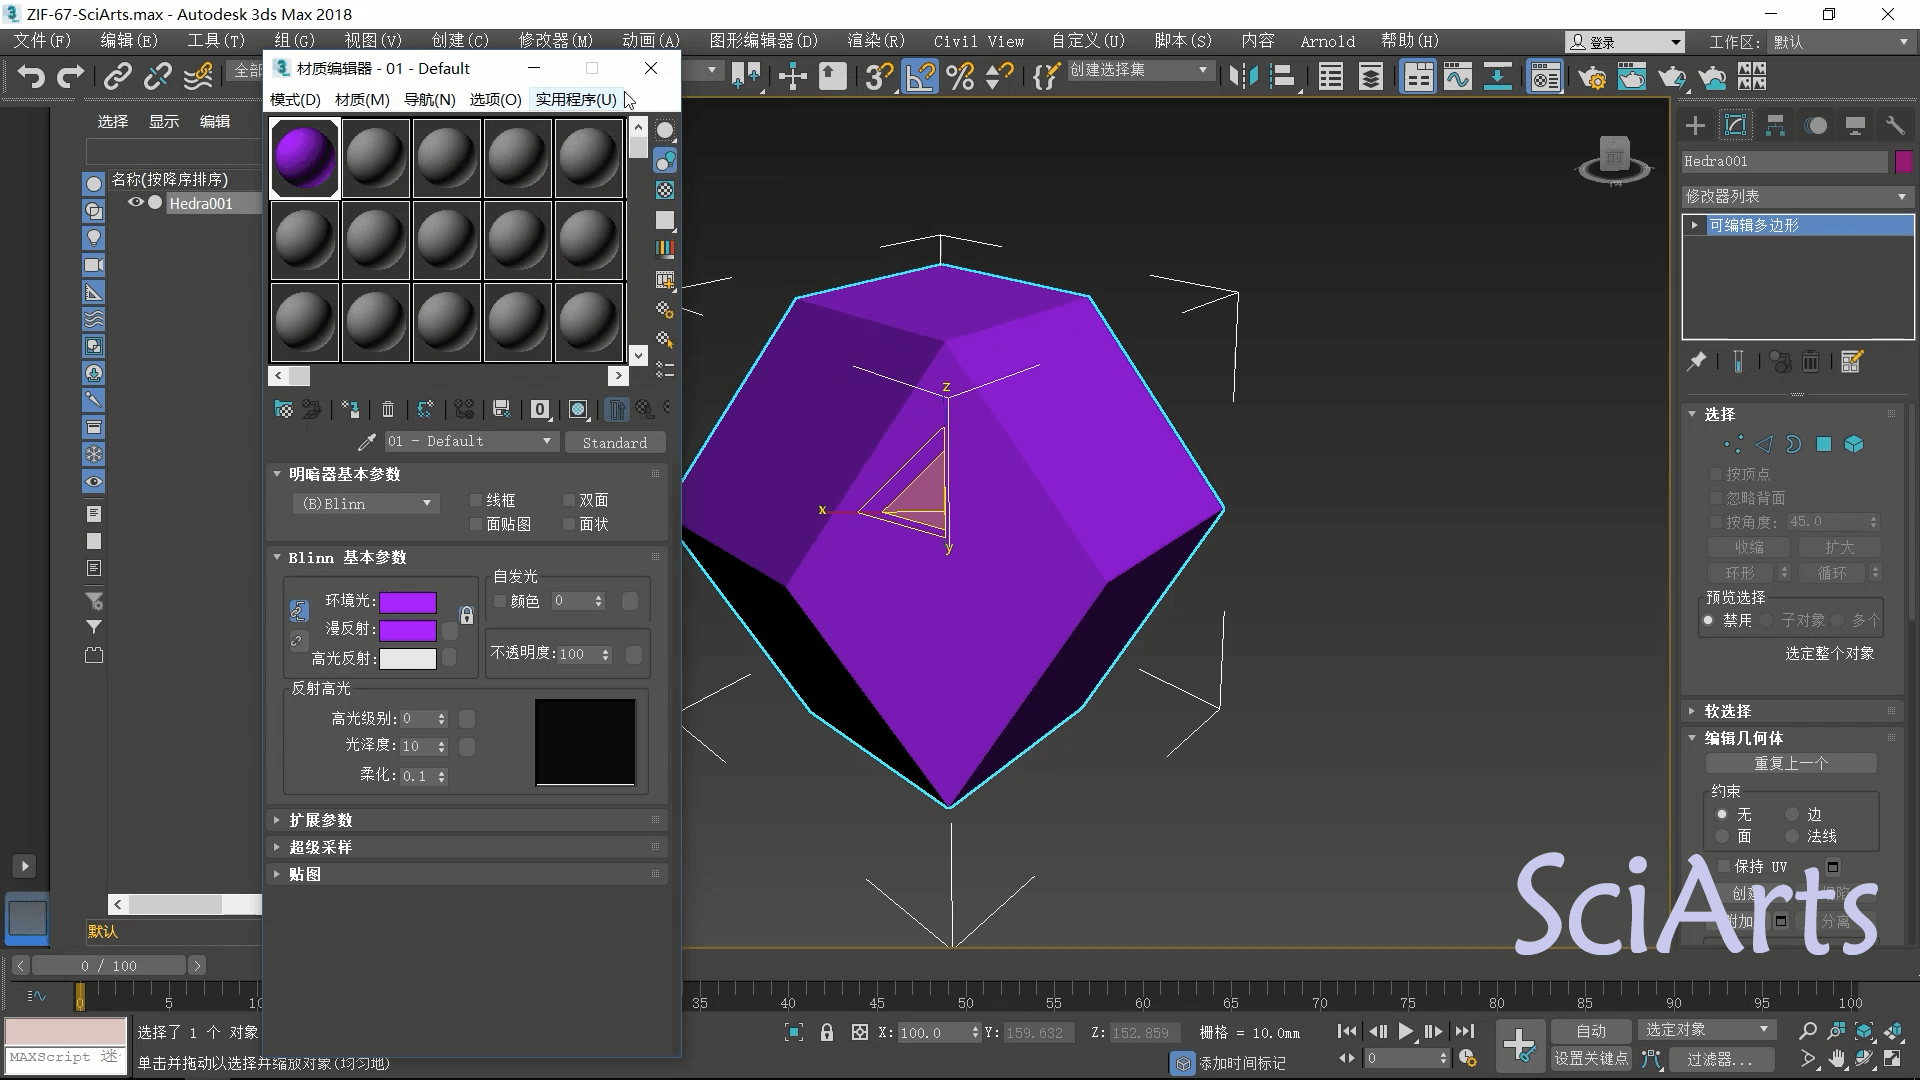 ZIF-67-SciArts.max - Autodesk 3ds Max 2018
文件(F) 编辑(E) 工具(T) 组(G) 视图(V) 创建(C) 修改器(M) 动画(A) 图形编辑器(D) 渲染(R) Civil View 自定义(U) 脚本(S) 内容 Arnold 帮助(H) 登录 工作区: 默认
全部 创建选择集
材质编辑器 - 01 - Default
模式(D) 材质(M) 导航(N) 选项(O) 实用程序(U)
选择 显示 编辑
名称(按降序排序)
Hedra001
01 - Default Standard
明暗器基本参数
(B)Blinn 线框 双面
面贴图 面状
Blinn 基本参数
自发光
环境光: 颜色 0
漫反射:
高光反射: 不透明度: 100
反射高光
高光级别: 0
光泽度: 10
柔化: 0.1
扩展参数
超级采样
贴图
默认
z
x
y
Hedra001
修改器列表
可编辑多边形
选择
按顶点
忽略背面
按角度: 45.0
收缩 扩大
环形 循环
预览选择
禁用 子对象 多个
选定整个对象
软选择
编辑几何体
重复上一个
约束
无 边
面 法线
保持 UV
创建
附加 分离
SciArts
0 / 100
0 5 10 35 40 45 50 55 60 65 70 75 80 85 90 95 100
选择了 1 个 对象 X: 100.0 Y: 159.632 Z: 152.859 栅格 = 10.0mm 自动 选定对象
MAXScript 迷 单击并拖动以选择并缩放对象(均匀地) 添加时间标记 0 设置关键点 过滤器...